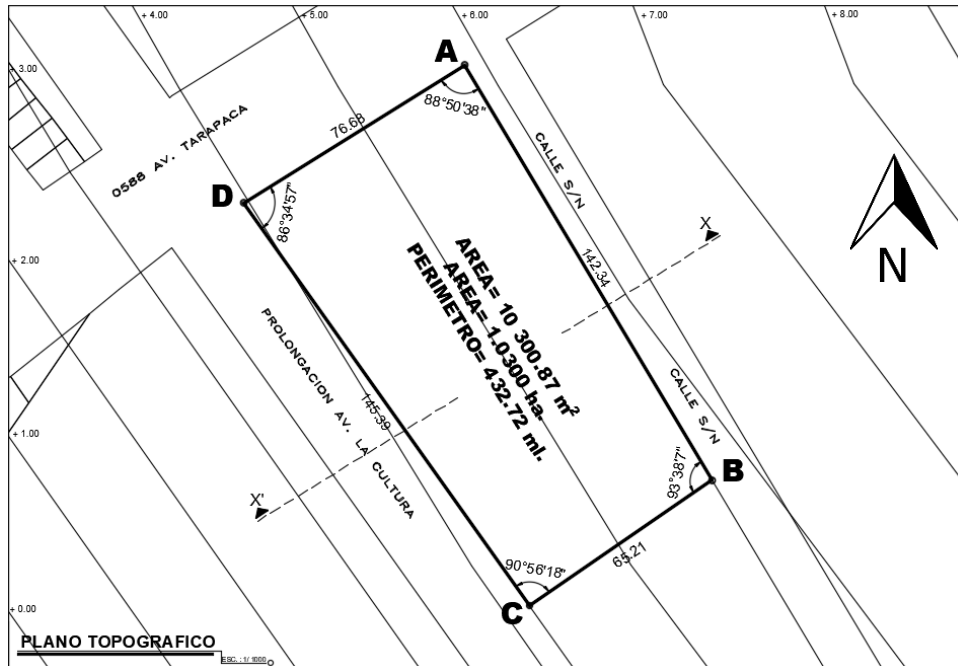 + 4.00
+ 5.00
+ 6.00
+ 7.00
+ 8.00
+ 3.00
A
88°50'38"
76.68
0588 AV. TARAPACA
CALLE S/N
D
86°34'57"
X
N
+ 2.00
142.34
AREA= 10 300.87 m²
AREA= 1.0300 ha.
PERIMETRO= 432.72 ml.
PROLONGACION AV. LA CULTURA
145.39
CALLE S/N
+ 1.00
B
93°38'7"
X'
65.21
90°56'18"
C
+ 0.00
PLANO TOPOGRAFICO
ESC. : 1/ 1000